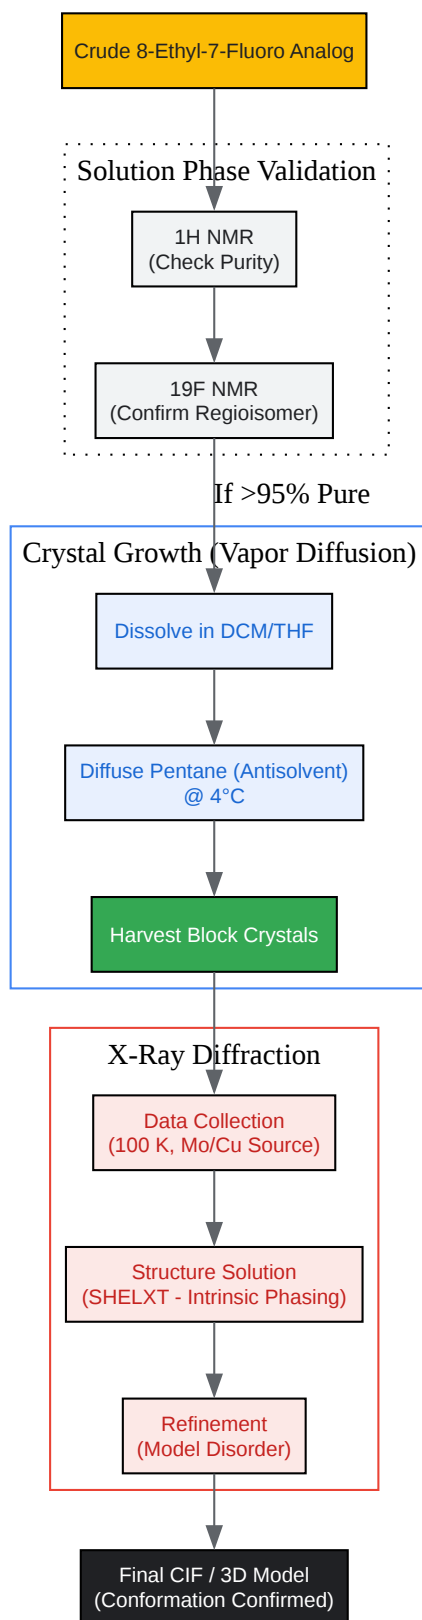 Crude 8-Ethyl-7-Fluoro Analog
Solution Phase Validation
1H NMR
(Check Purity)
19F NMR
(Confirm Regioisomer)
If >95% Pure
Crystal Growth (Vapor Diffusion)
Dissolve in DCM/THF
Diffuse Pentane (Antisolvent)
@ 4°C
Harvest Block Crystals
X-Ray Diffraction
Data Collection
(100 K, Mo/Cu Source)
Structure Solution
(SHELXT - Intrinsic Phasing)
Refinement
(Model Disorder)
Final CIF / 3D Model
(Conformation Confirmed)